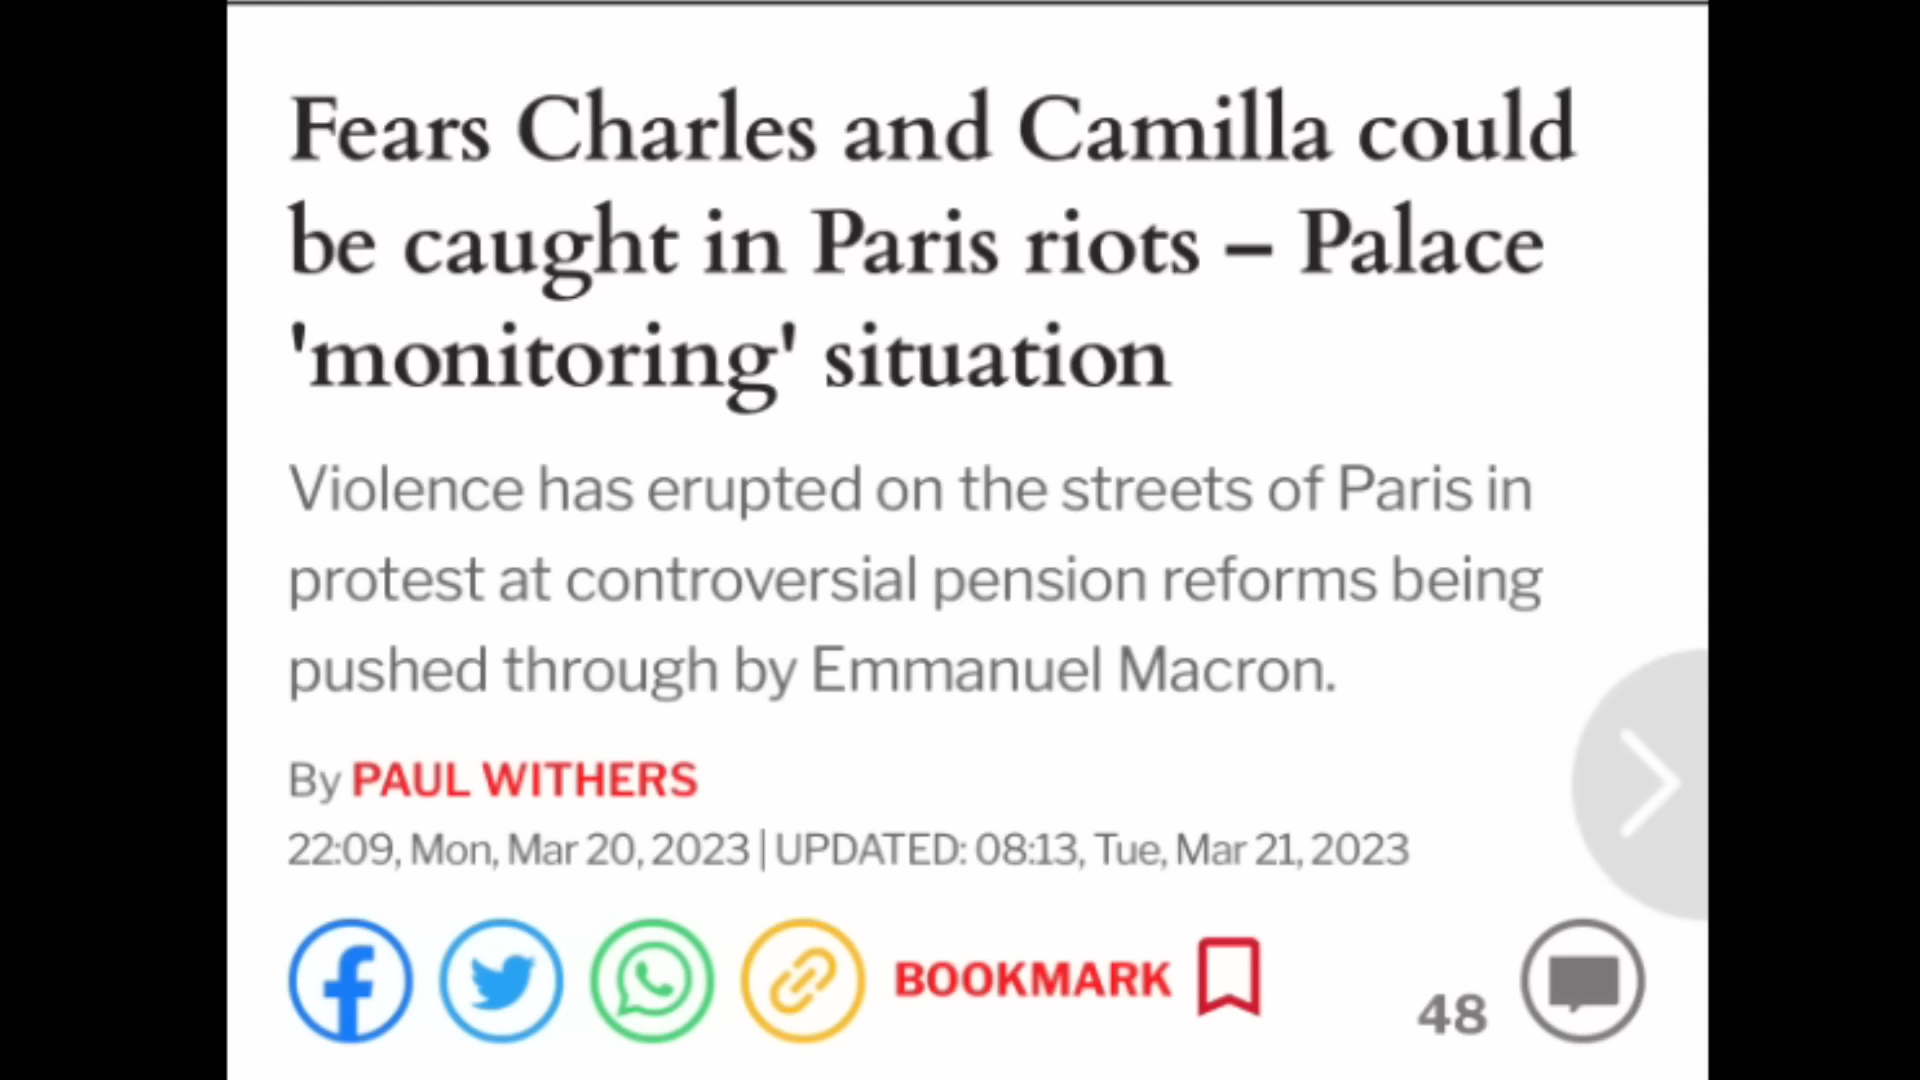 Fears Charles and Camilla could
be caught in Paris riots – Palace
'monitoring' situation
Violence has erupted on the streets of Paris in
protest at controversial pension reforms being
pushed through by Emmanuel Macron.
By PAUL WITHERS
22:09, Mon, Mar 20, 2023 | UPDATED: 08:13, Tue, Mar 21, 2023
BOOKMARK
48